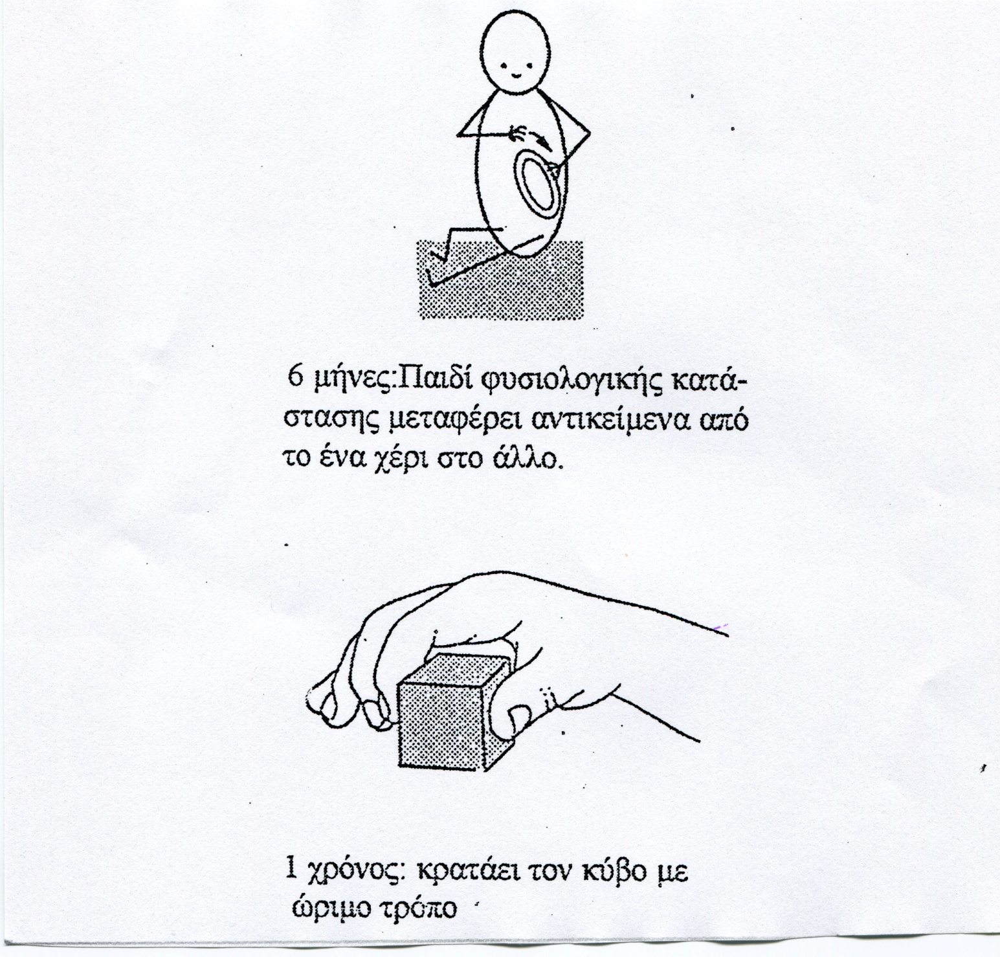 6 μήνες:Παιδί φυσιολογικής κατά-
στασης μεταφέρει αντικείμενα από
το ένα χέρι στο άλλο.
1 χρόνος: κρατάει τον κύβο με
ώριμο τρόπο